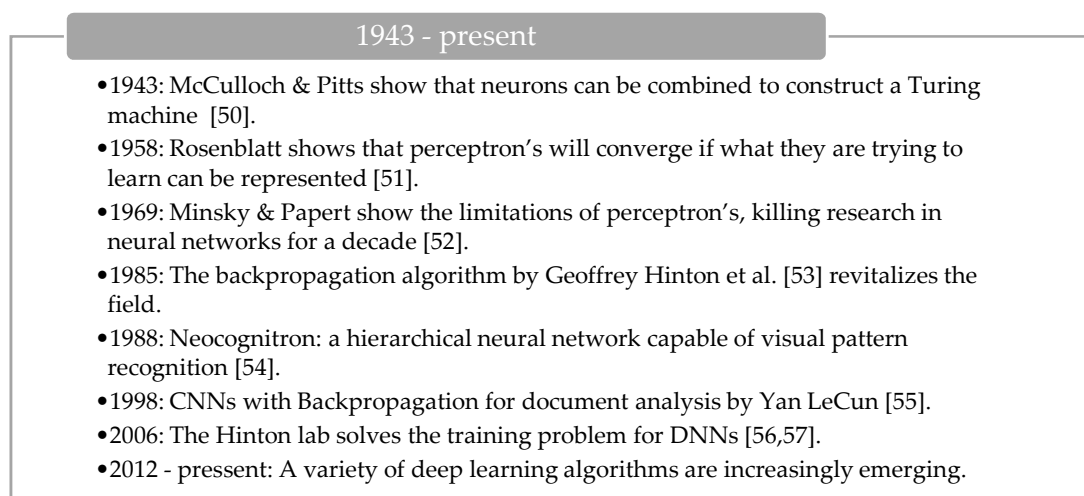 1943 - present
•1943: McCulloch & Pitts show that neurons can be combined to construct a Turing
machine [50].
•1958: Rosenblatt shows that perceptron’s will converge if what they are trying to
learn can be represented [51].
•1969: Minsky & Papert show the limitations of perceptron’s, killing research in
neural networks for a decade [52].
•1985: The backpropagation algorithm by Geoffrey Hinton et al. [53] revitalizes the
field.
•1988: Neocognitron: a hierarchical neural network capable of visual pattern
recognition [54].
•1998: CNNs with Backpropagation for document analysis by Yan LeCun [55].
•2006: The Hinton lab solves the training problem for DNNs [56,57].
•2012 - pressent: A variety of deep learning algorithms are increasingly emerging.